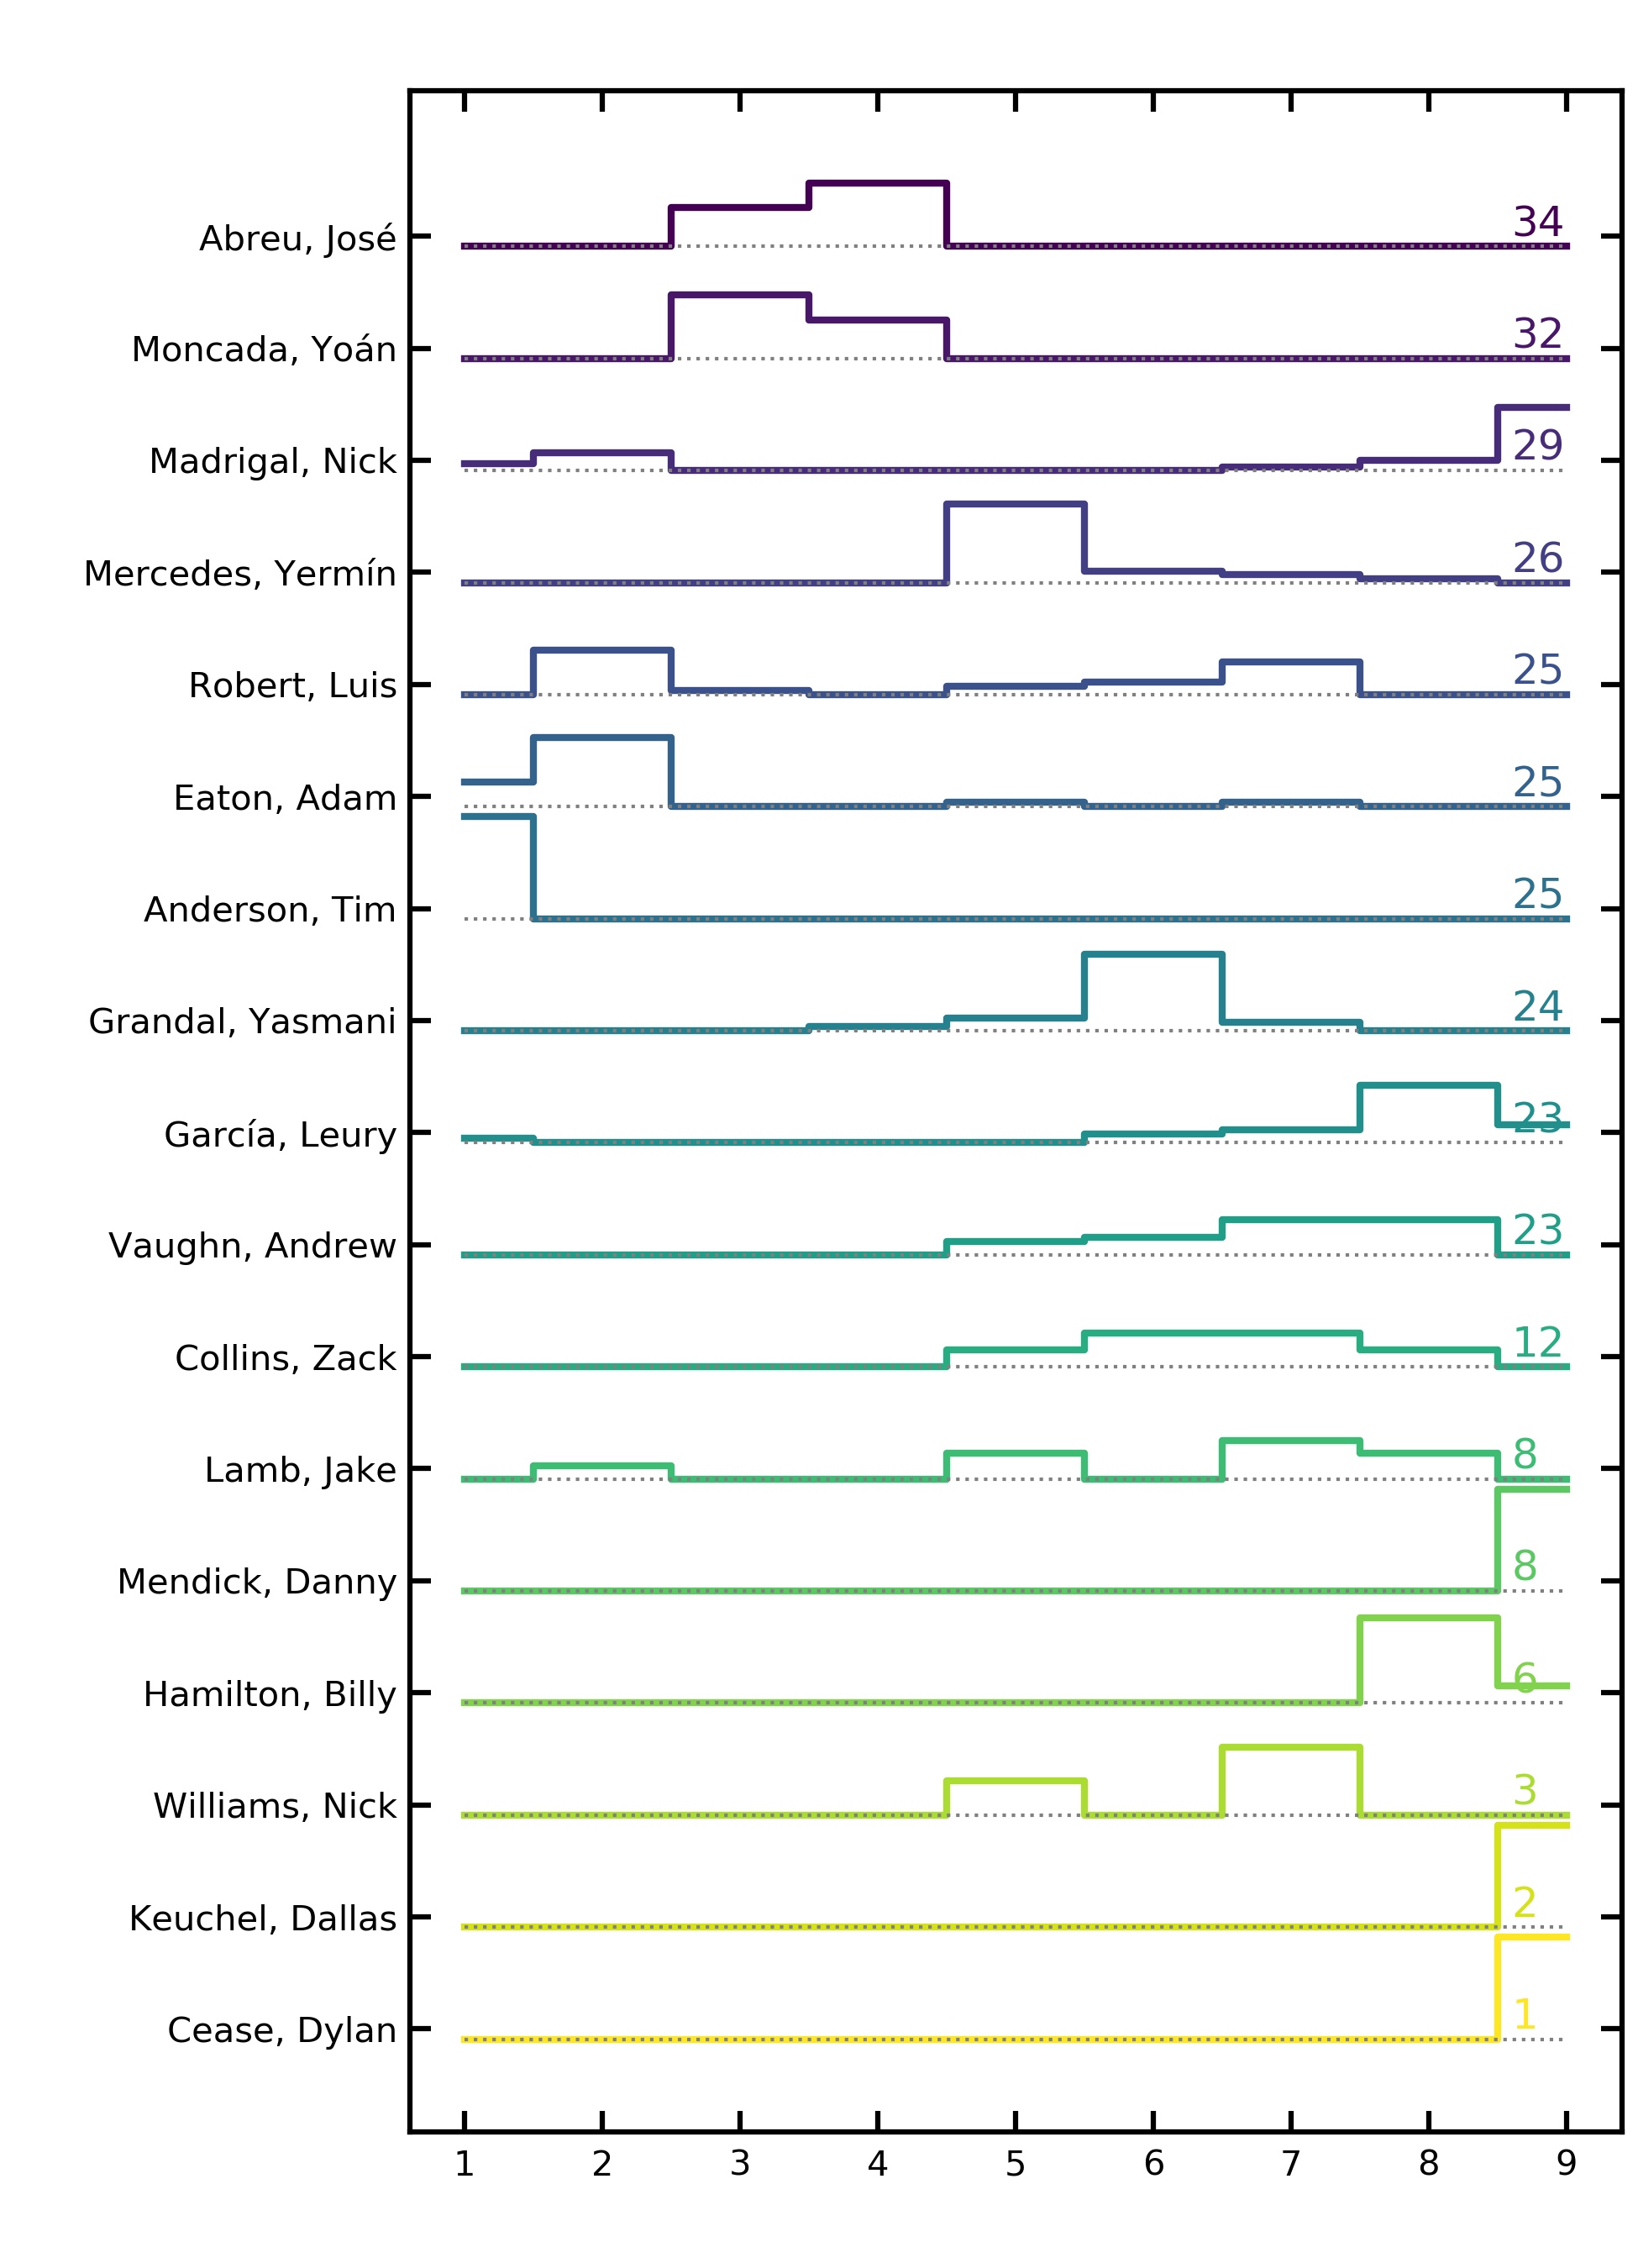 Abreu, José 34
Moncada, Yoán 32
Madrigal, Nick 29
Mercedes, Yermín 26
Robert, Luis 25
Eaton, Adam 25
Anderson, Tim 25
Grandal, Yasmani 24
García, Leury 23
Vaughn, Andrew 23
Collins, Zack 12
Lamb, Jake 8
Mendick, Danny 8
Hamilton, Billy 6
Williams, Nick 3
Keuchel, Dallas 2
Cease, Dylan 1
1 2 3 4 5 6 7 8 9